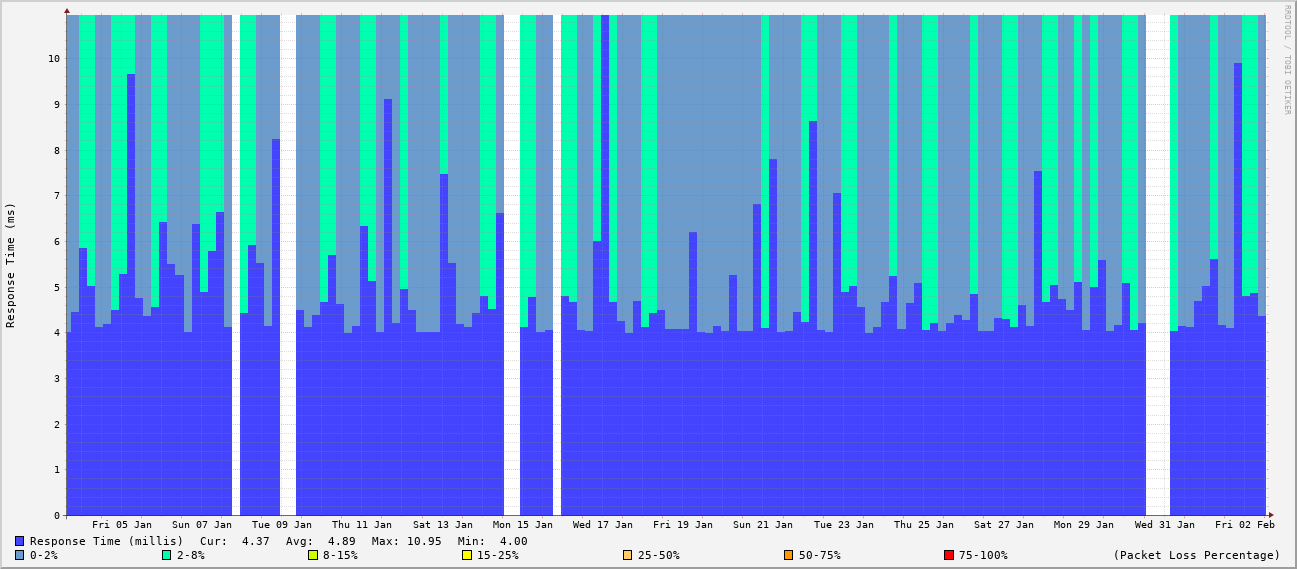 RRDTOOL / TOBI OETIKER
Response Time (ms)
10
9
8
7
6
5
4
3
2
1
0
Fri 05 Jan Sun 07 Jan Tue 09 Jan Thu 11 Jan Sat 13 Jan Mon 15 Jan Wed 17 Jan Fri 19 Jan Sun 21 Jan Tue 23 Jan Thu 25 Jan Sat 27 Jan Mon 29 Jan Wed 31 Jan Fri 02 Feb
Response Time (millis) Cur: 4.37 Avg: 4.89 Max: 10.95 Min: 4.00
0-2% 2-8% 8-15% 15-25% 25-50% 50-75% 75-100% (Packet Loss Percentage)